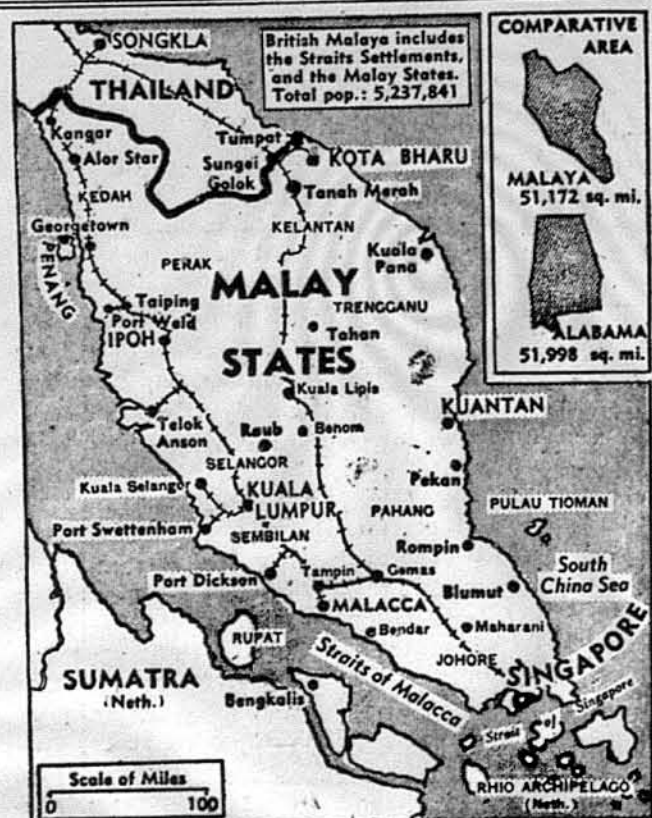 SONGKLA
THAILAND
British Malaya includes
the Straits Settlements,
and the Malay States.
Total pop.: 5,237,841
COMPARATIVE
AREA
MALAYA
51,172 sq. mi.
ALABAMA
51,998 sq. mi.
Kangar
Alor Star
KEDAH
Tumpat
Sungei
Golok
KOTA BHARU
Tanah Merah
KELANTAN
Georgetown
PENANG
PERAK
Kuala
Pana
MALAY
STATES
TRENGGANU
Taiping
Port Weld
IPOH
Tahan
Kuala Lipis
KUANTAN
Telok
Anson
Raub
Benom
SELANGOR
Pekan
Kuala Selangor
KUALA
LUMPUR
PAHANG
PULAU TIOMAN
Port Swettenham
SEMBILAN
Rompin
South
China Sea
Port Dickson
Tampin
Gemas
Blumut
MALACCA
RUPAT
Bandar
Maharani
JOHORE
SINGAPORE
SUMATRA
(Neth.)
Bengkalis
Straits of Malacca
Singapore
Strait
of
RHIO ARCHIPELAGO
(Neth.)
Scale of Miles
0 100